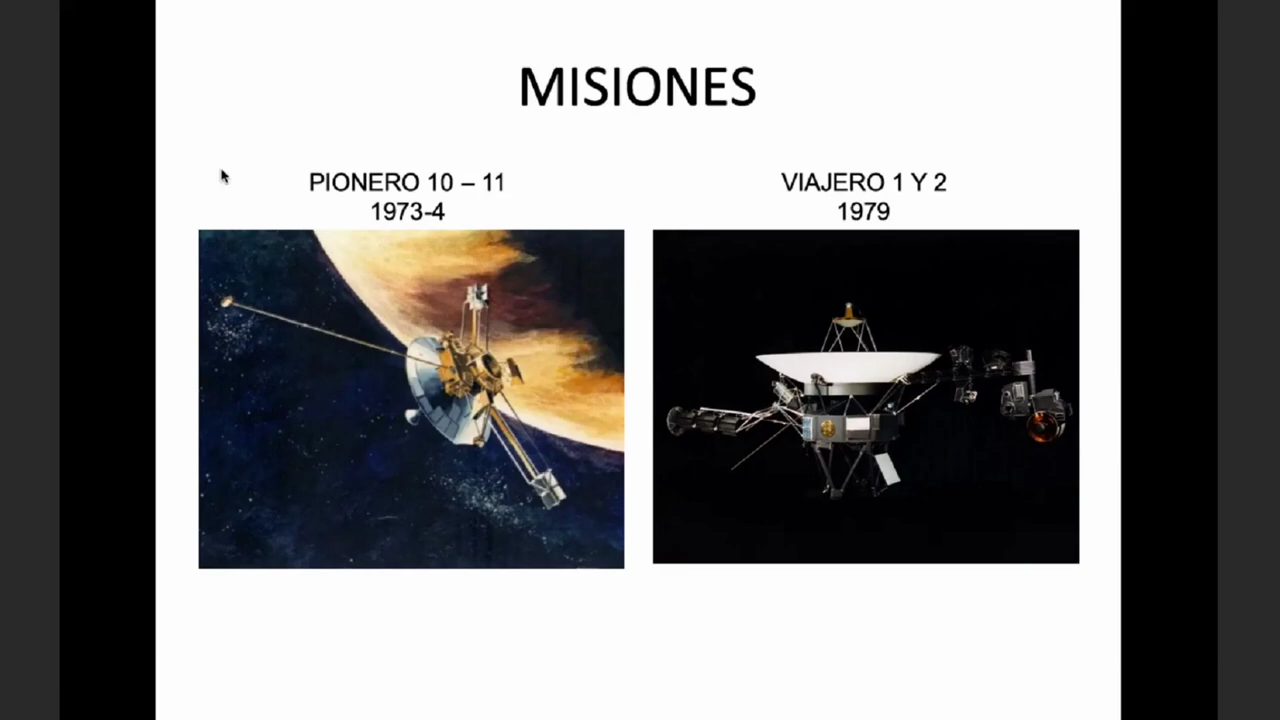 MISIONES
PIONERO 10 – 11
1973-4
VIAJERO 1 Y 2
1979